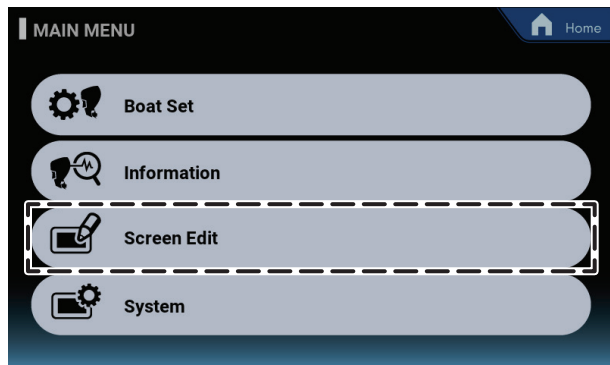 MAIN MENU
Home
Boat Set
Information
Screen Edit
System